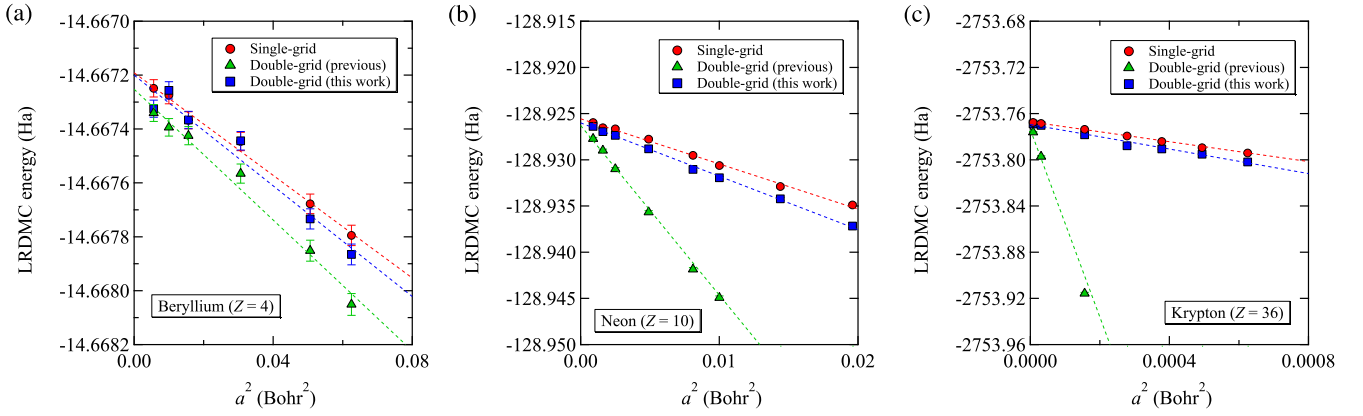 (a)
-14.6670
-14.6672
-14.6674
-14.6676
-14.6678
-14.6680
-14.6682
LRDMC energy (Ha)
Single-grid
Double-grid (previous)
Double-grid (this work)
Beryllium (Z = 4)
0.00
0.04
0.08
a² (Bohr²)
(b)
-128.915
-128.920
-128.925
-128.930
-128.935
-128.940
-128.945
-128.950
LRDMC energy (Ha)
Single-grid
Double-grid (previous)
Double-grid (this work)
Neon (Z = 10)
0.00
0.01
0.02
a² (Bohr²)
(c)
-2753.68
-2753.72
-2753.76
-2753.80
-2753.84
-2753.88
-2753.92
-2753.96
LRDMC energy (Ha)
Single-grid
Double-grid (previous)
Double-grid (this work)
Krypton (Z = 36)
0.0000
0.0004
0.0008
a² (Bohr²)